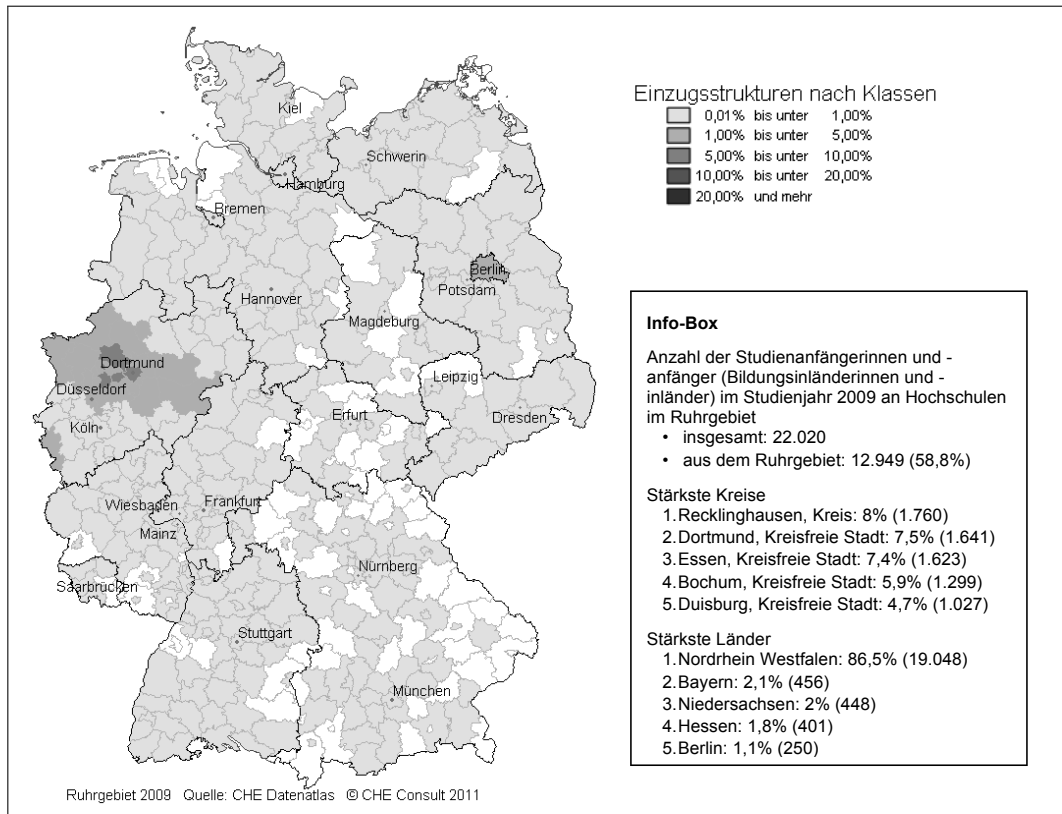 Kiel
Schwerin
Hamburg
Bremen
Berlin
Potsdam
Hannover
Magdeburg
Dortmund
Düsseldorf
Leipzig
Köln
Erfurt
Dresden
Wiesbaden
Frankfurt
Mainz
Nürnberg
Saarbrücken
Stuttgart
München
Ruhrgebiet 2009 Quelle: CHE Datenatlas © CHE Consult 2011
Einzugsstrukturen nach Klassen
0,01% bis unter 1,00%
1,00% bis unter 5,00%
5,00% bis unter 10,00%
10,00% bis unter 20,00%
20,00% und mehr
Info-Box
Anzahl der Studienanfängerinnen und -
anfänger (Bildungsinländerinnen und -
inländer) im Studienjahr 2009 an Hochschulen
im Ruhrgebiet
• insgesamt: 22.020
• aus dem Ruhrgebiet: 12.949 (58,8%)
Stärkste Kreise
1.Recklinghausen, Kreis: 8% (1.760)
2.Dortmund, Kreisfreie Stadt: 7,5% (1.641)
3.Essen, Kreisfreie Stadt: 7,4% (1.623)
4.Bochum, Kreisfreie Stadt: 5,9% (1.299)
5.Duisburg, Kreisfreie Stadt: 4,7% (1.027)
Stärkste Länder
1.Nordrhein Westfalen: 86,5% (19.048)
2.Bayern: 2,1% (456)
3.Niedersachsen: 2% (448)
4.Hessen: 1,8% (401)
5.Berlin: 1,1% (250)